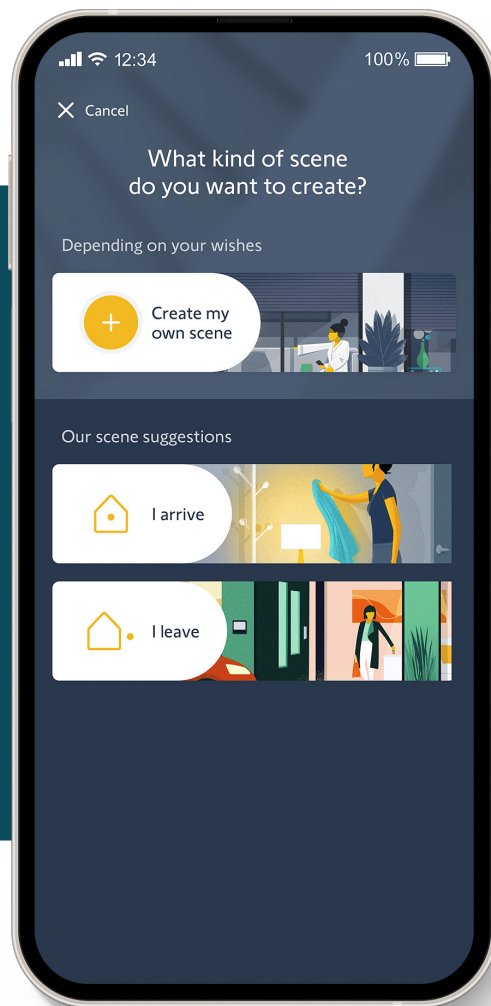 12:34
100%
Cancel
What kind of scene
do you want to create?
Depending on your wishes
Create my
own scene
Our scene suggestions
I arrive
I leave